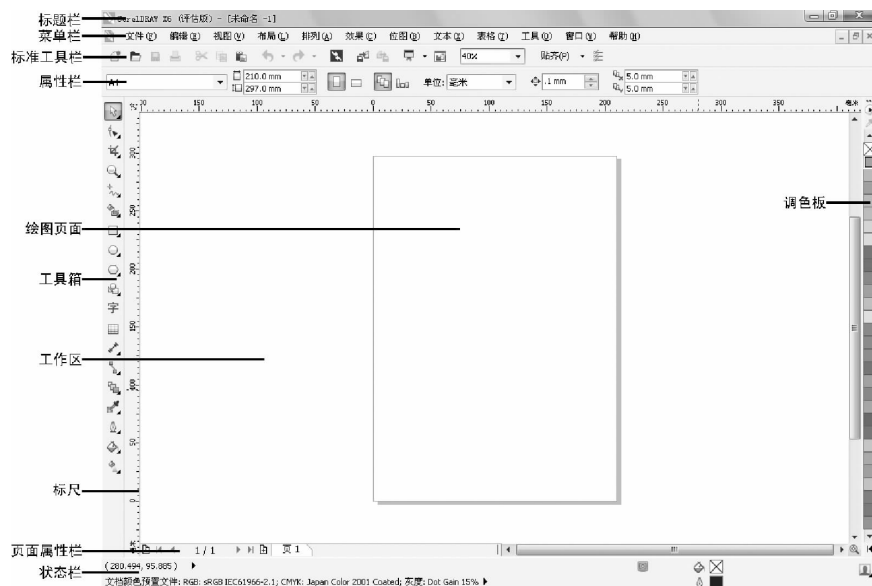 标题栏
CorelDRAW X6 (评估版) - [未命名 -1]
菜单栏
文件(F) 编辑(E) 视图(V) 布局(L) 排列(A) 效果(C) 位图(B) 文本(X) 表格(T) 工具(O) 窗口(W) 帮助(H)
标准工具栏
40% 贴齐(P)
属性栏
A4 210.0 mm 297.0 mm 单位: 毫米 .1 mm 5.0 mm 5.0 mm
150 100 50 0 50 100 150 200 250 300 350 毫米
300
调色板
绘图页面
250
工具箱
200
字
150
工作区
100
50
标尺
0
页面属性栏
1 / 1 页 1
状态栏
(280.494, 95.885)
文档颜色预置文件: RGB: sRGB IEC61966-2.1; CMYK: Japan Color 2001 Coated; 灰度: Dot Gain 15%